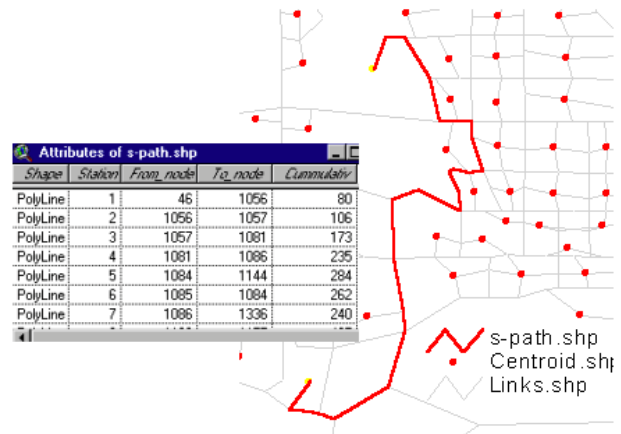 Attributes of s-path.shp
Shape Station From_node To_node Cummulativ
PolyLine 1 46 1056 80
PolyLine 2 1056 1057 106
PolyLine 3 1057 1081 173
PolyLine 4 1081 1086 235
PolyLine 5 1084 1144 284
PolyLine 6 1085 1084 262
PolyLine 7 1086 1336 240
s-path.shp
Centroid.shp
Links.shp